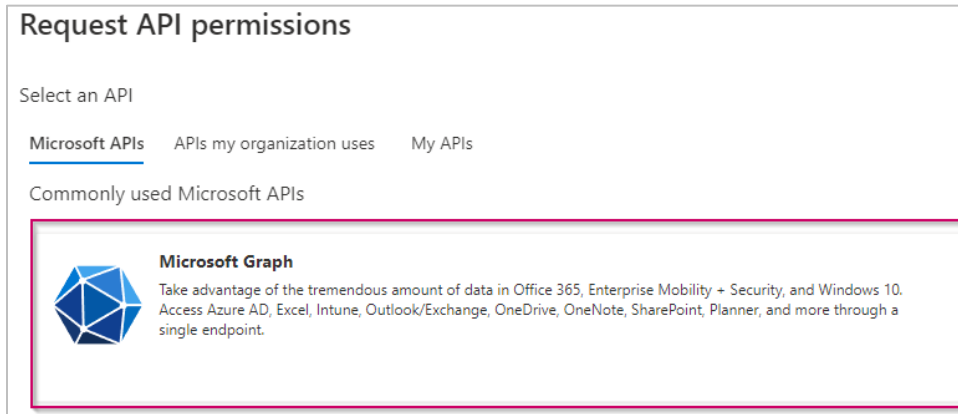 Request API permissions
Select an API
Microsoft APIs APIs my organization uses My APIs
Commonly used Microsoft APIs
Microsoft Graph
Take advantage of the tremendous amount of data in Office 365, Enterprise Mobility + Security, and Windows 10.
Access Azure AD, Excel, Intune, Outlook/Exchange, OneDrive, OneNote, SharePoint, Planner, and more through a
single endpoint.